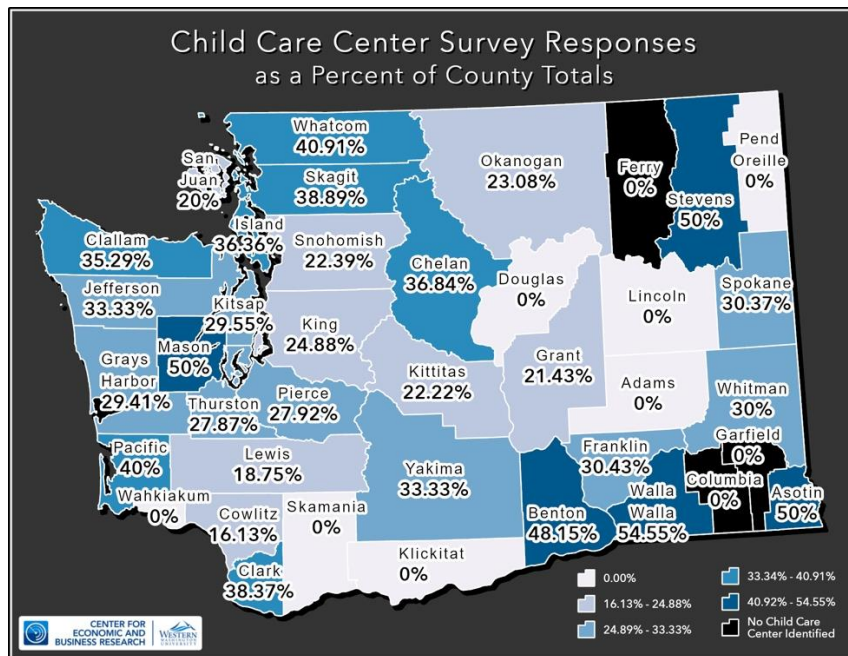 Child Care Center Survey Responses
as a Percent of County Totals
Whatcom
40.91%
San
Juan
20%
Skagit
38.89%
Okanogan
23.08%
Ferry
0%
Pend
Oreille
0%
Stevens
50%
Island
36.36%
Clallam
35.29%
Snohomish
22.39%
Chelan
36.84%
Douglas
0%
Lincoln
0%
Spokane
30.37%
Jefferson
33.33%
Kitsap
29.55%
King
24.88%
Mason
50%
Grays
Harbor
29.41%
Kittitas
22.22%
Grant
21.43%
Adams
0%
Whitman
30%
Thurston
27.87%
Pierce
27.92%
Pacific
40%
Lewis
18.75%
Yakima
33.33%
Franklin
30.43%
Garfield
0%
Columbia
0%
Asotin
50%
Wahkiakum
0%
Cowlitz
16.13%
Skamania
0%
Benton
48.15%
Walla
Walla
54.55%
Klickitat
0%
Clark
38.37%
0.00%
16.13% - 24.88%
24.89% - 33.33%
33.34% - 40.91%
40.92% - 54.55%
No Child Care
Center Identified
CENTER FOR
ECONOMIC AND
BUSINESS RESEARCH
WESTERN
WASHINGTON
UNIVERSITY